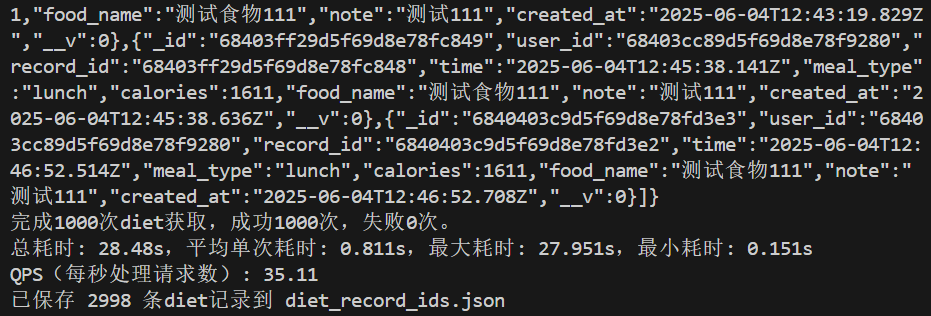 1,"food_name":"测试食物111","note":"测试111","created_at":"2025-06-04T12:43:19.829Z
","__v":0},{"_id":"68403ff29d5f69d8e78fc849","user_id":"68403cc89d5f69d8e78f9280","
record_id":"68403ff29d5f69d8e78fc848","time":"2025-06-04T12:45:38.141Z","meal_type"
:"lunch","calories":1611,"food_name":"测试食物111","note":"测试111","created_at":"2
025-06-04T12:45:38.636Z","__v":0},{"_id":"6840403c9d5f69d8e78fd3e3","user_id":"6840
3cc89d5f69d8e78f9280","record_id":"6840403c9d5f69d8e78fd3e2","time":"2025-06-04T12:
46:52.514Z","meal_type":"lunch","calories":1611,"food_name":"测试食物111","note":"
测试111","created_at":"2025-06-04T12:46:52.708Z","__v":0}]}
完成1000次diet获取，成功1000次，失败0次。
总耗时: 28.48s，平均单次耗时: 0.811s，最大耗时: 27.951s，最小耗时: 0.151s
QPS（每秒处理请求数）: 35.11
已保存 2998 条diet记录到 diet_record_ids.json